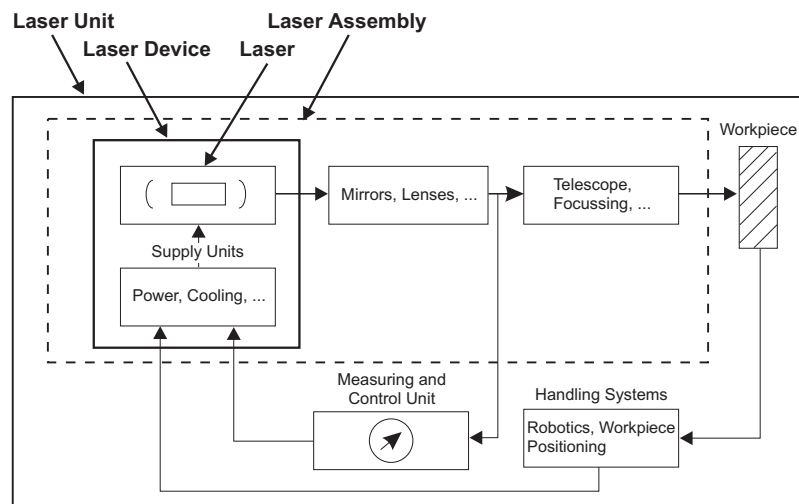 Laser Unit
Laser Assembly
Laser Device
Laser
Workpiece
Mirrors, Lenses, ...
Telescope,
Focussing, ...
Supply Units
Power, Cooling, ...
Measuring and
Control Unit
Handling Systems
Robotics, Workpiece
Positioning